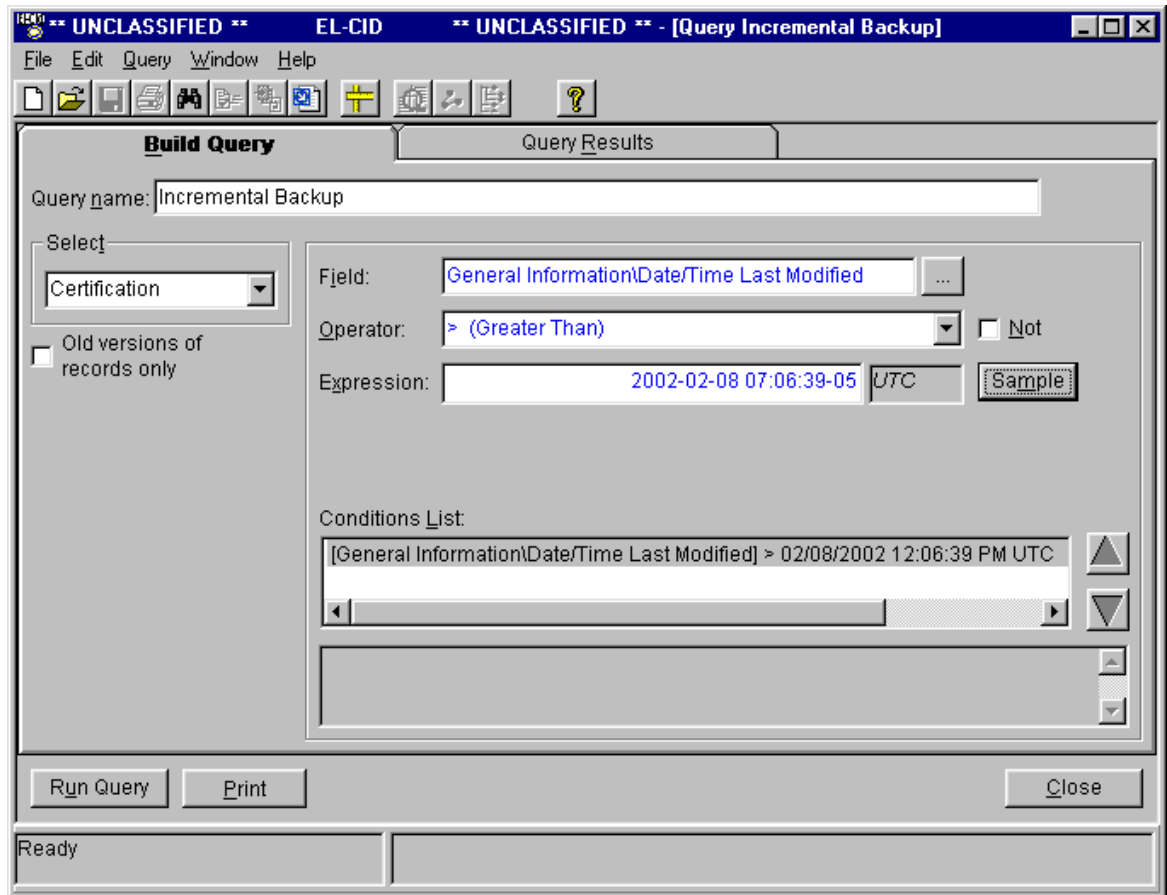 ** UNCLASSIFIED ** EL-CID ** UNCLASSIFIED ** - [Query Incremental Backup]
File Edit Query Window Help
Build Query Query Results
Query name: Incremental Backup
Select
Certification
Old versions of
records only
Field: General Information\Date/Time Last Modified ...
Operator: > (Greater Than) Not
Expression: 2002-02-08 07:06:39-05 UTC Sample
Conditions List:
[General Information\Date/Time Last Modified] > 02/08/2002 12:06:39 PM UTC
Run Query Print Close
Ready